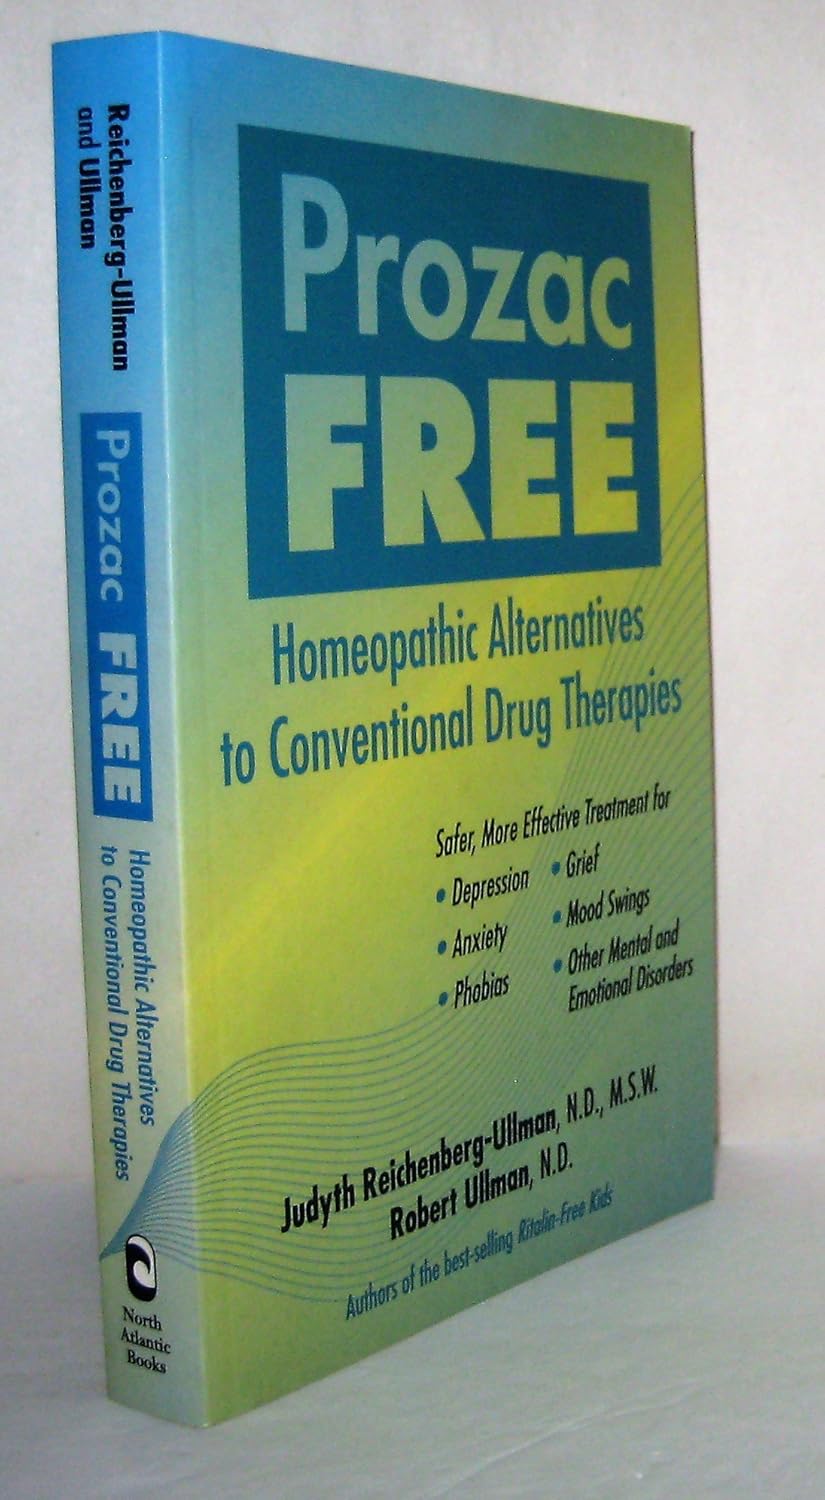 Reichenberg-Ullman
and Ullman
Prozac FREE
Homeopathic Alternatives
to Conventional Drug Therapies
North
Atlantic
Books
Prozac
FREE
Homeopathic Alternatives
to Conventional Drug Therapies
Safer, More Effective Treatment for
• Depression
• Anxiety
• Phobias
• Grief
• Mood Swings
• Other Mental and
Emotional Disorders
Judyth Reichenberg-Ullman, N.D., M.S.W.
Robert Ullman, N.D.
Authors of the best-selling Ritalin-Free Kids